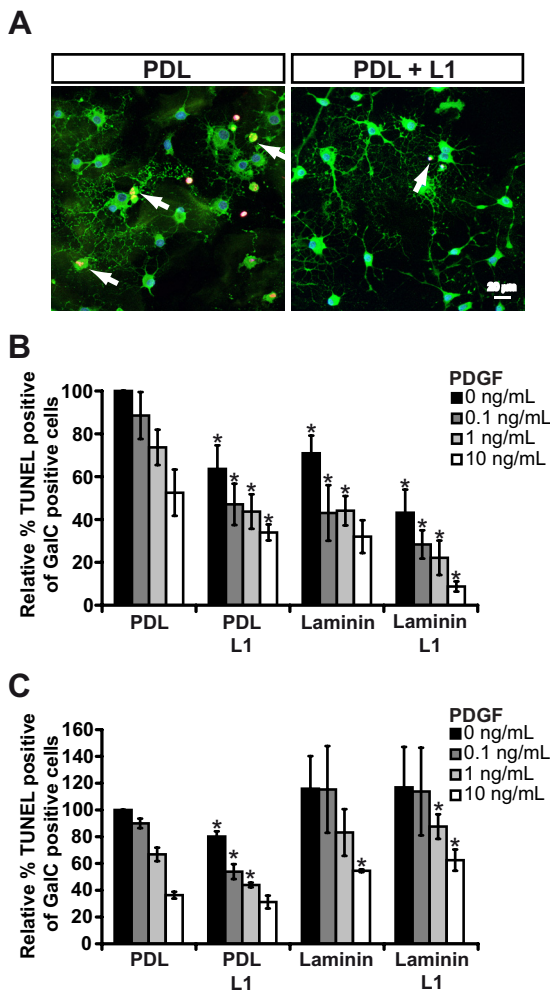 A
PDL
PDL + L1
20 µm
B
Relative % TUNEL positive
of GalC positive cells
100
80
60
40
20
0
PDL
PDL
L1
Laminin
Laminin
L1
PDGF
0 ng/mL
0.1 ng/mL
1 ng/mL
10 ng/mL
* * * * * * * * * * *
C
Relative % TUNEL positive
of GalC positive cells
160
140
120
100
80
60
40
20
0
PDL
PDL
L1
Laminin
Laminin
L1
PDGF
0 ng/mL
0.1 ng/mL
1 ng/mL
10 ng/mL
* * * * * *